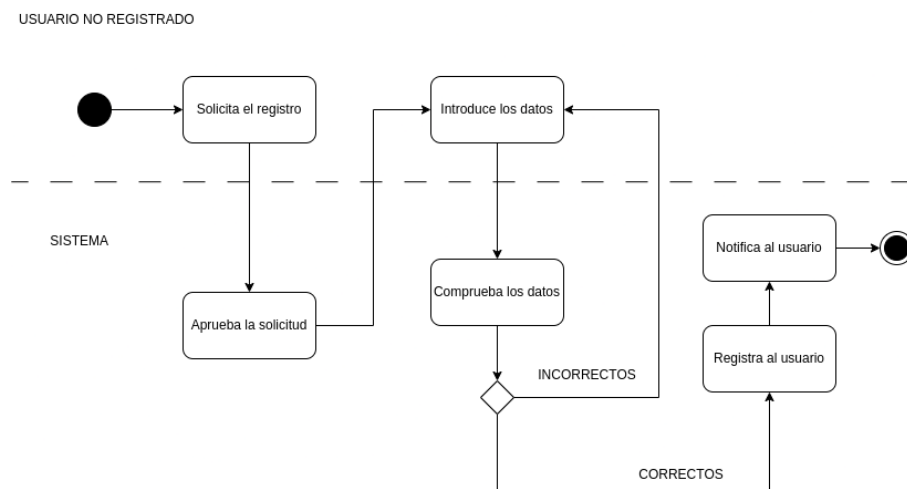 USUARIO NO REGISTRADO
Solicita el registro
Introduce los datos
SISTEMA
Notifica al usuario
Comprueba los datos
Aprueba la solicitud
Registra al usuario
INCORRECTOS
CORRECTOS